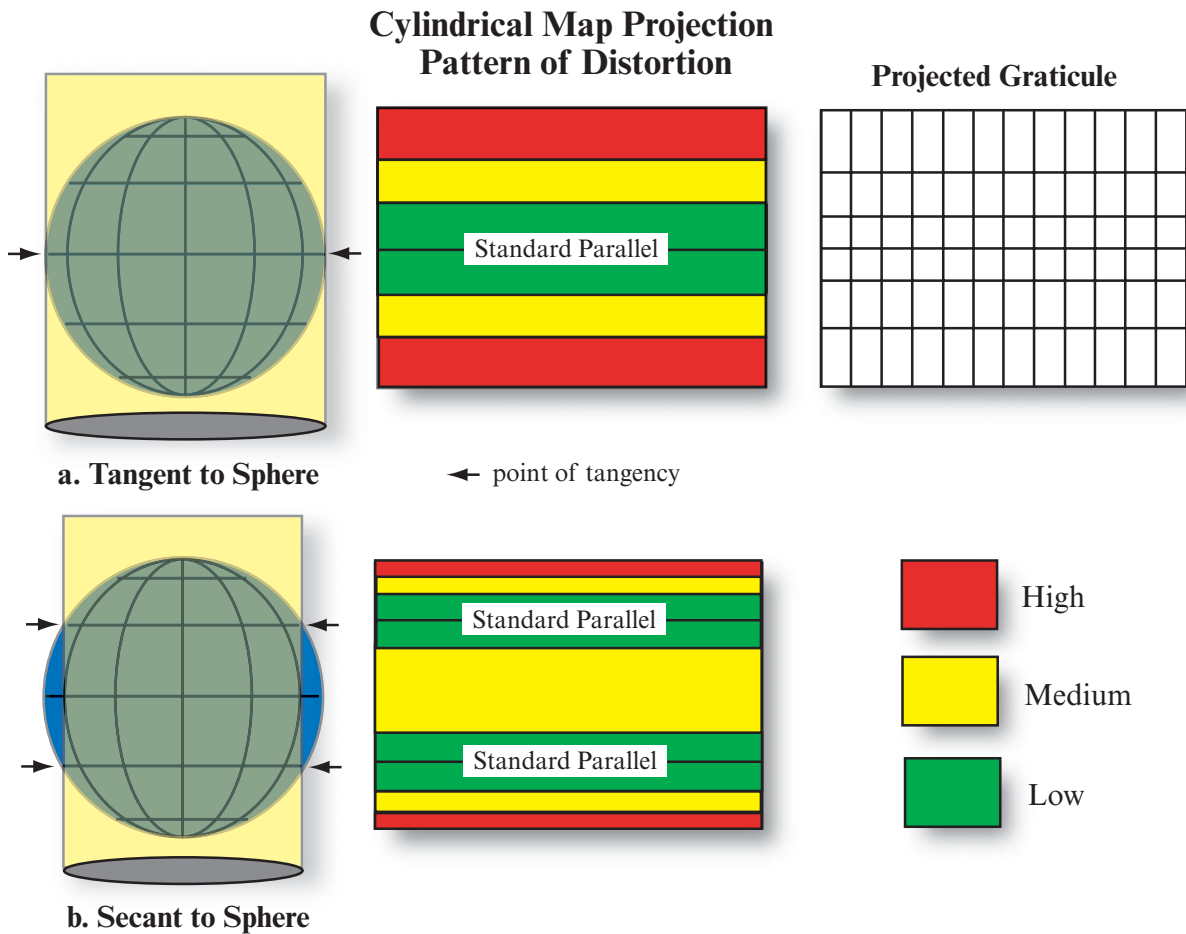 Cylindrical Map Projection
Pattern of Distortion
Projected Graticule
Standard Parallel
a. Tangent to Sphere
point of tangency
Standard Parallel
Standard Parallel
High
Medium
Low
b. Secant to Sphere